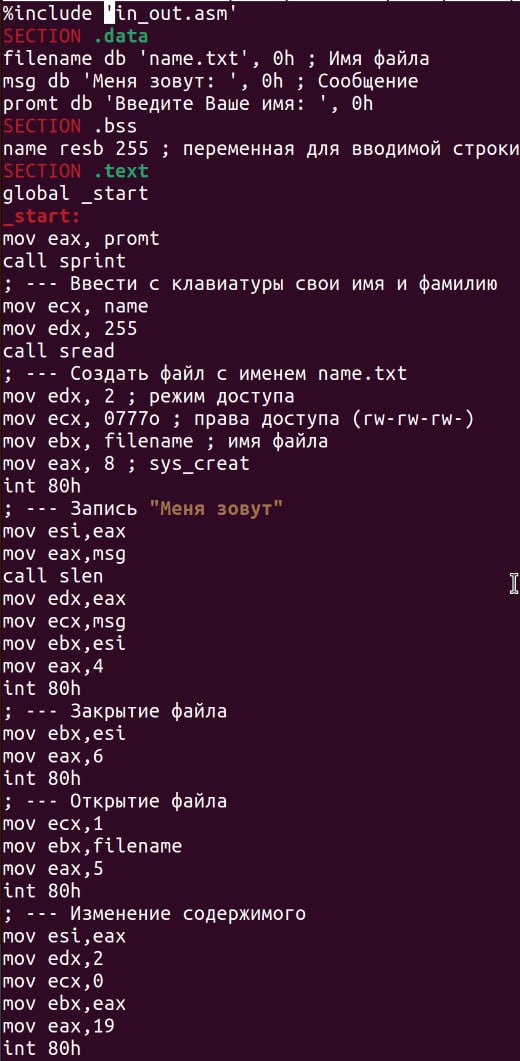 %include 'in_out.asm'
SECTION .data
filename db 'name.txt', 0h ; Имя файла
msg db 'Меня зовут: ', 0h ; Сообщение
promt db 'Введите Ваше имя: ', 0h
SECTION .bss
name resb 255 ; переменная для вводимой строки
SECTION .text
global _start
_start:
mov eax, promt
call sprint
; --- Ввести с клавиатуры свои имя и фамилию
mov ecx, name
mov edx, 255
call sread
; --- Создать файл с именем name.txt
mov edx, 2 ; режим доступа
mov ecx, 0777o ; права доступа (rw-rw-rw-)
mov ebx, filename ; имя файла
mov eax, 8 ; sys_creat
int 80h
; --- Запись "Меня зовут"
mov esi,eax
mov eax,msg
call slen
mov edx,eax
mov ecx,msg
mov ebx,esi
mov eax,4
int 80h
; --- Закрытие файла
mov ebx,esi
mov eax,6
int 80h
; --- Открытие файла
mov ecx,1
mov ebx,filename
mov eax,5
int 80h
; --- Изменение содержимого
mov esi,eax
mov edx,2
mov ecx,0
mov ebx,eax
mov eax,19
int 80h